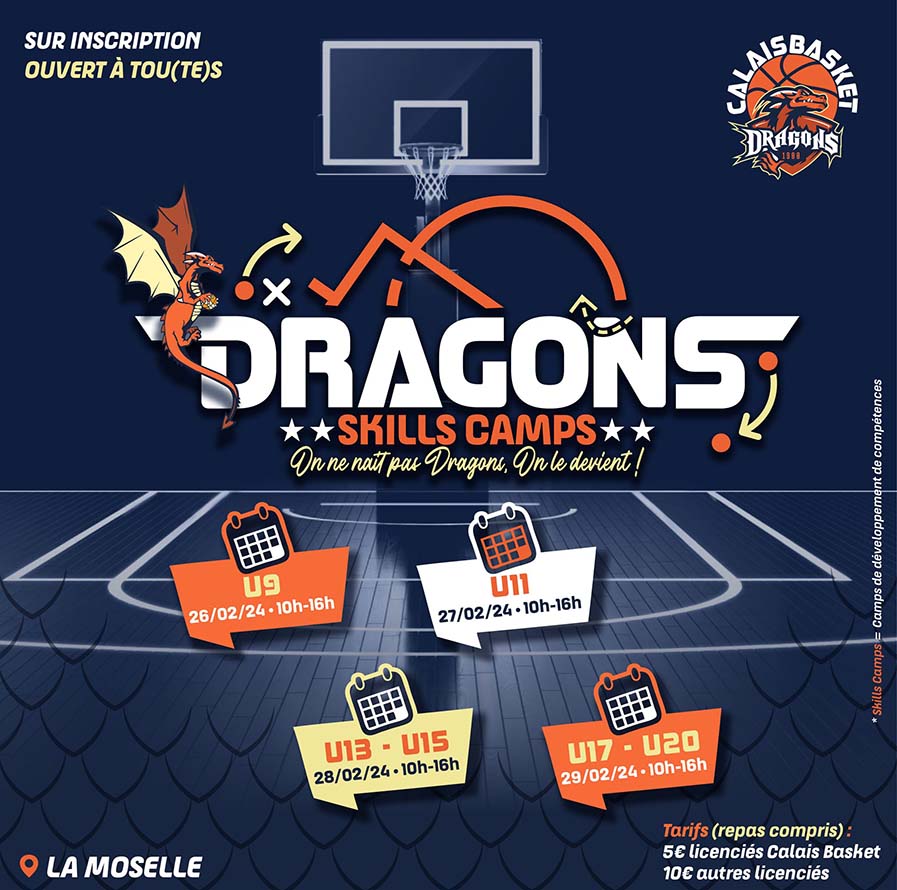 SUR INSCRIPTION
OUVERT À TOU(TE)S
CALAIS BASKET
DRAGONS
1980
DRAGONS
SKILLS CAMPS
On ne naît pas Dragons, On le devient !
U9
26/02/24 • 10h-16h
U11
27/02/24 • 10h-16h
U13 - U15
28/02/24 • 10h-16h
U17 - U20
29/02/24 • 10h-16h
* Skills Camps = Camps de développement de compétences
LA MOSELLE
Tarifs (repas compris) :
5€ licenciés Calais Basket
10€ autres licenciés